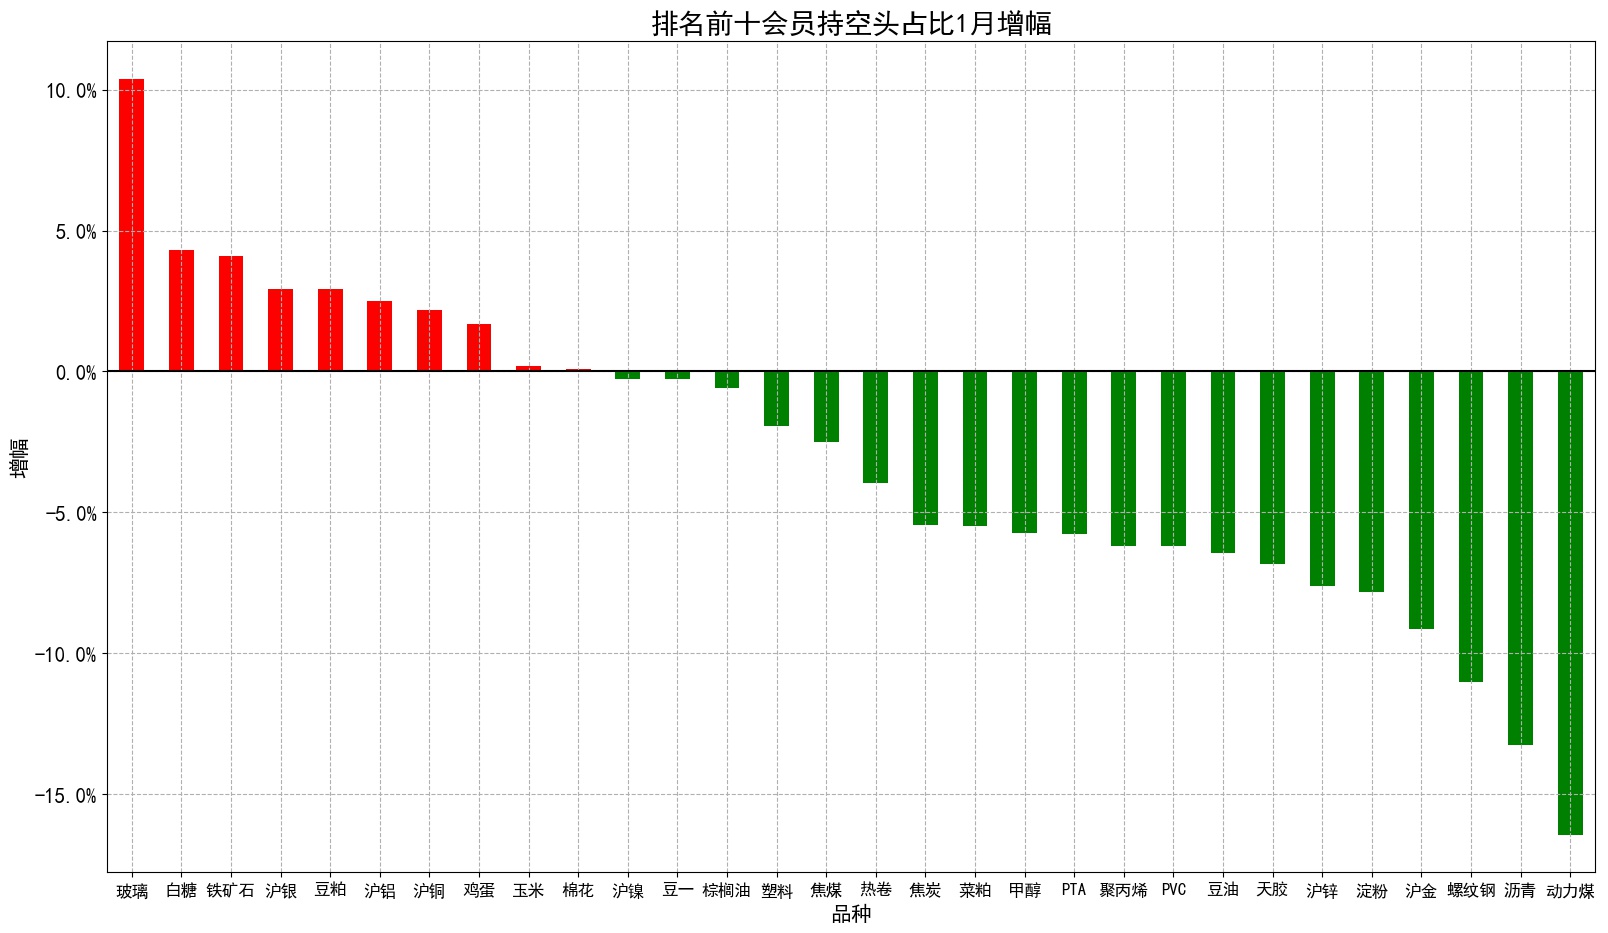 排名前十会员持空头占比1月增幅
10.0%
5.0%
0.0%
−5.0%
−10.0%
−15.0%
增幅
玻璃 白糖 铁矿石 沪银 豆粕 沪铝 沪铜 鸡蛋 玉米 棉花 沪镍 豆一 棕榈油 塑料 焦煤 热卷 焦炭 菜粕 甲醇 PTA 聚丙烯 PVC 豆油 天胶 沪锌 淀粉 沪金 螺纹钢 沥青 动力煤
品种